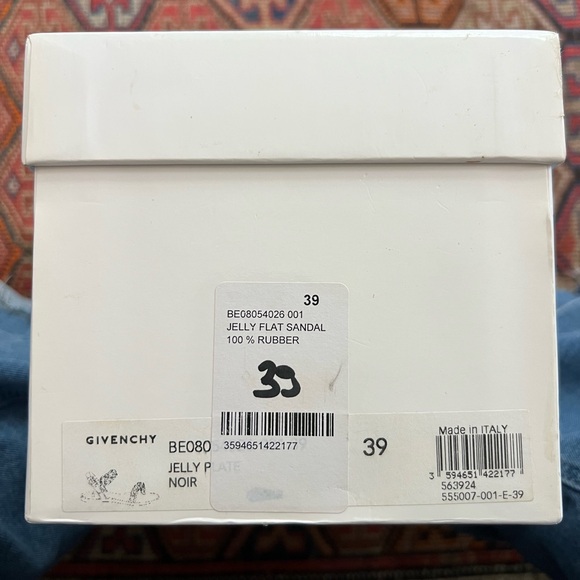 39
BE08054026 001
JELLY FLAT SANDAL
100 % RUBBER
39
3594651422177
GIVENCHY
BE080
JELLY PLATE
NOIR
39
Made in ITALY
3 594651 422177
563924
555007-001-E-39